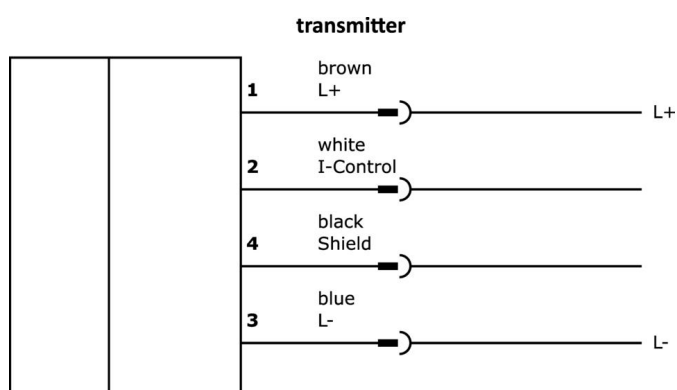 transmitter
brown
1 L+
L+
white
2 I-Control
black
4 Shield
blue
3 L-
L-